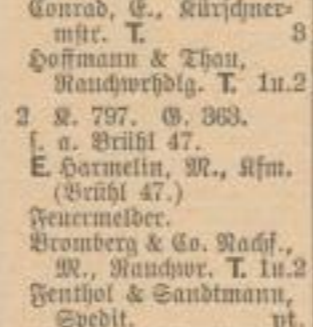 Conrad, E., Kürschner-
mstr. T. 3
Hoffmann & Thau,
Rauchwrhdlg. T. 1u.2
2 K. 797. G. 363.
s. a. Brühl 47.
E. Harmelin, M., Kfm.
(Brühl 47.)
Feuermelder.
Bromberg & Co. Nachf.,
M., Rauchwr. T. 1u.2
Fenthol & Sandtmann,
Spedit. pt.